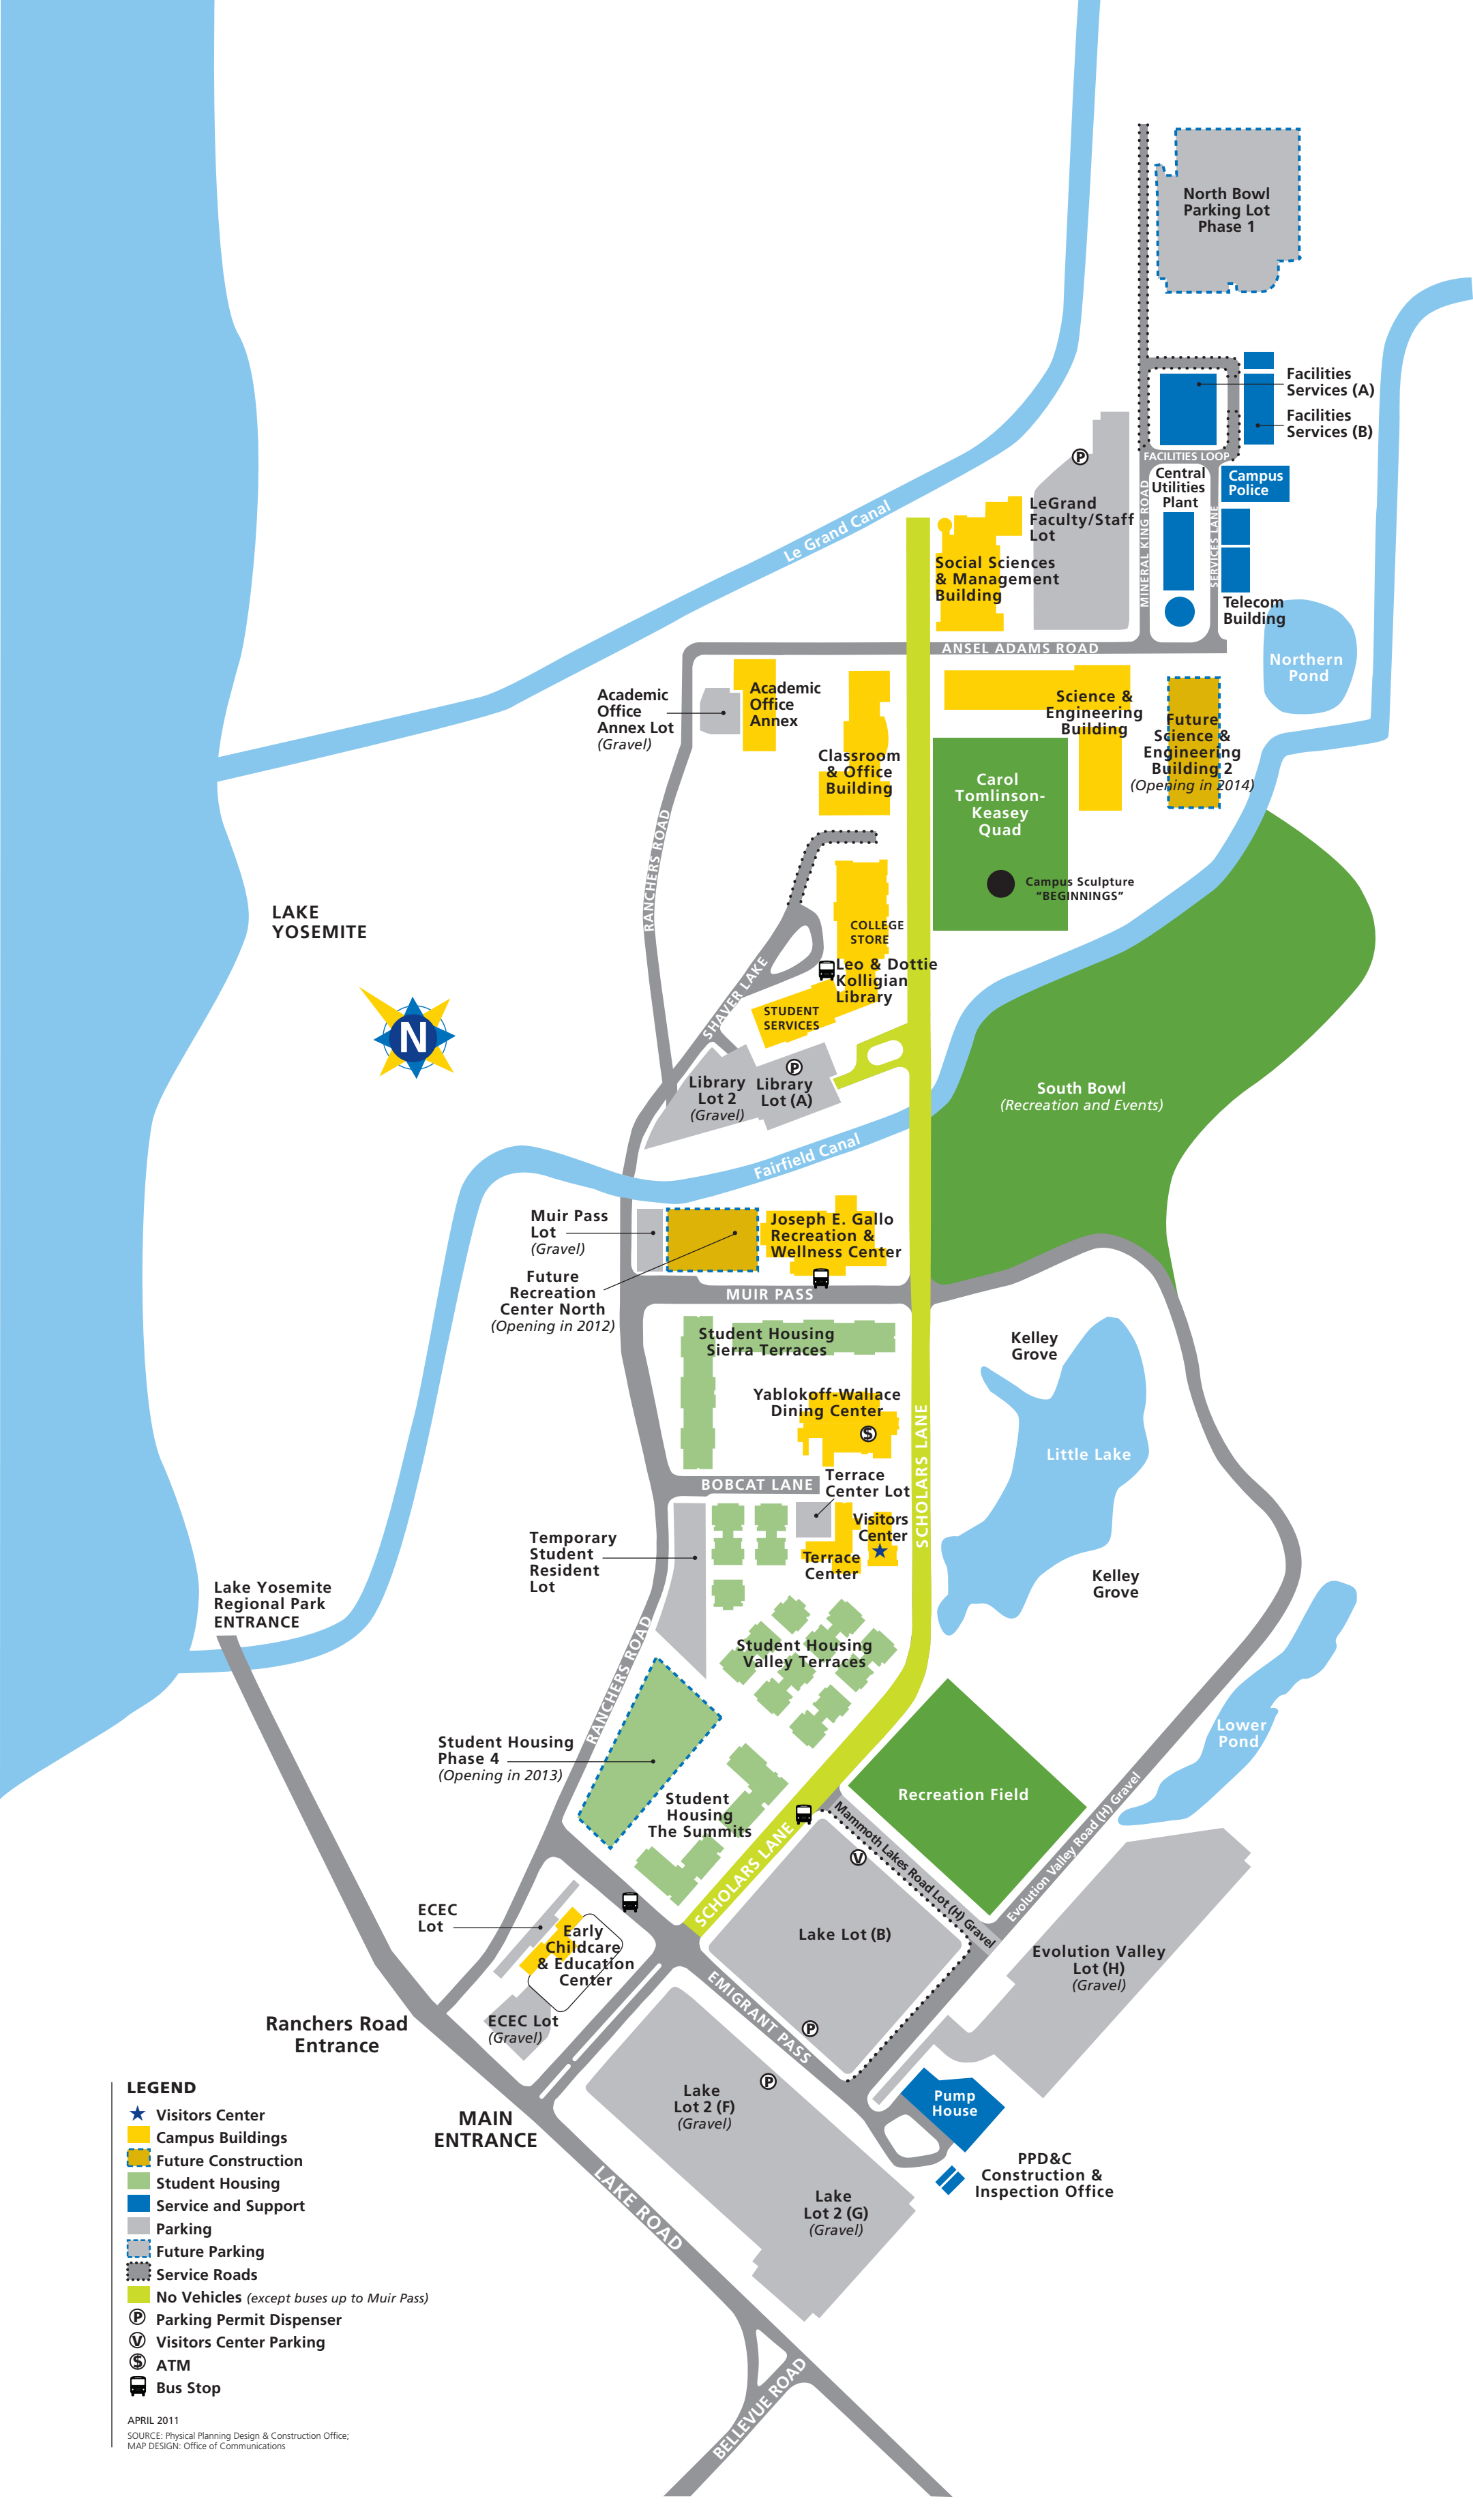 North Bowl
Parking Lot
Phase 1
Facilities
Services (A)
Facilities
Services (B)
FACILITIES LOOP
Central
Utilities
Plant
Campus
Police
MINERAL KING ROAD
SERVICES LANE
Telecom
Building
P
LeGrand
Faculty/Staff
Lot
Le Grand Canal
Social Sciences
& Management
Building
ANSEL ADAMS ROAD
Northern
Pond
Academic
Office
Annex Lot
(Gravel)
Academic
Office
Annex
Classroom
& Office
Building
Science &
Engineering
Building
Future
Science &
Engineering
Building 2
(Opening in 2014)
Carol
Tomlinson-
Keasey
Quad
Campus Sculpture
"BEGINNINGS"
RANCHERS ROAD
LAKE
YOSEMITE
N
COLLEGE
STORE
Leo & Dottie
Kolligian
Library
STUDENT
SERVICES
SHAVER LAKE
Library
Lot 2
(Gravel)
P
Library
Lot (A)
South Bowl
(Recreation and Events)
Fairfield Canal
Muir Pass
Lot
(Gravel)
Future
Recreation
Center North
(Opening in 2012)
Joseph E. Gallo
Recreation &
Wellness Center
MUIR PASS
Student Housing
Sierra Terraces
Kelley
Grove
Yablokoff-Wallace
Dining Center
$
SCHOLARS LANE
Little Lake
BOBCAT LANE
Terrace
Center Lot
Visitors
Center
Terrace
Center
Temporary
Student
Resident
Lot
Kelley
Grove
Lake Yosemite
Regional Park
ENTRANCE
RANCHERS ROAD
Student Housing
Valley Terraces
Lower
Pond
Student Housing
Phase 4
(Opening in 2013)
Student
Housing
The Summits
Recreation Field
Mammoth Lakes Road Lot (H) Gravel
Evolution Valley Road (H) Gravel
SCHOLARS LANE
V
Lake Lot (B)
P
Evolution Valley
Lot (H)
(Gravel)
ECEC
Lot
Early
Childcare
& Education
Center
ECEC Lot
(Gravel)
EMIGRANT PASS
Ranchers Road
Entrance
MAIN
ENTRANCE
P
Lake
Lot 2 (F)
(Gravel)
Pump
House
PPD&C
Construction &
Inspection Office
Lake
Lot 2 (G)
(Gravel)
LAKE ROAD
BELLEVUE ROAD
LEGEND
Visitors Center
Campus Buildings
Future Construction
Student Housing
Service and Support
Parking
Future Parking
Service Roads
No Vehicles (except buses up to Muir Pass)
P Parking Permit Dispenser
V Visitors Center Parking
$ ATM
Bus Stop
APRIL 2011
SOURCE: Physical Planning Design & Construction Office;
MAP DESIGN: Office of Communications